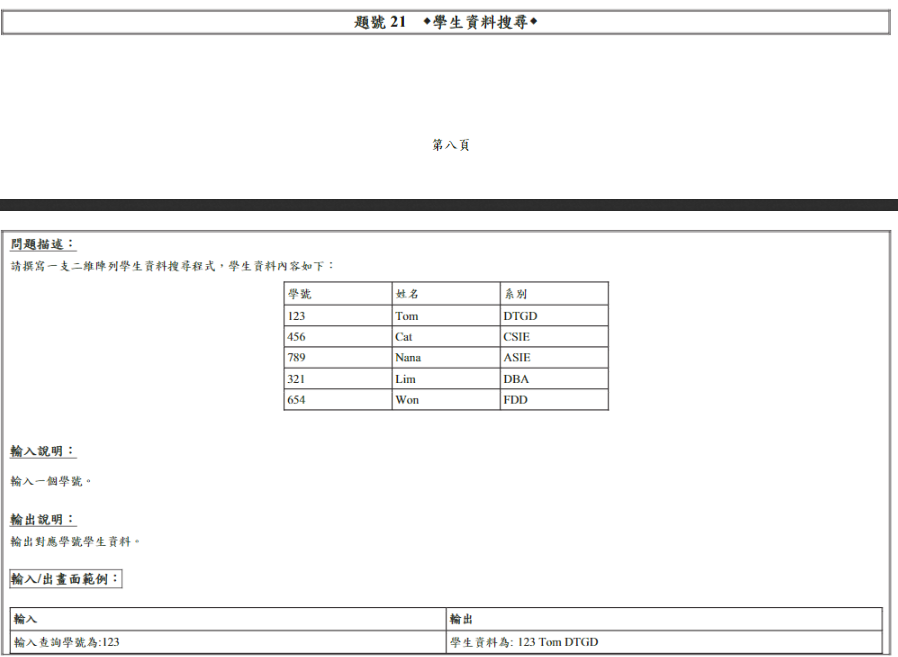 題號 21 ◆學生資料搜尋◆
第八頁
問題描述：
請撰寫一支二維陣列學生資料搜尋程式，學生資料內容如下：
學號 姓名 系別
123 Tom DTGD
456 Cat CSIE
789 Nana ASIE
321 Lim DBA
654 Won FDD
輸入說明：
輸入一個學號。
輸出說明：
輸出對應學號學生資料。
輸入/出畫面範例：
輸入 輸出
輸入查詢學號為:123 學生資料為: 123 Tom DTGD